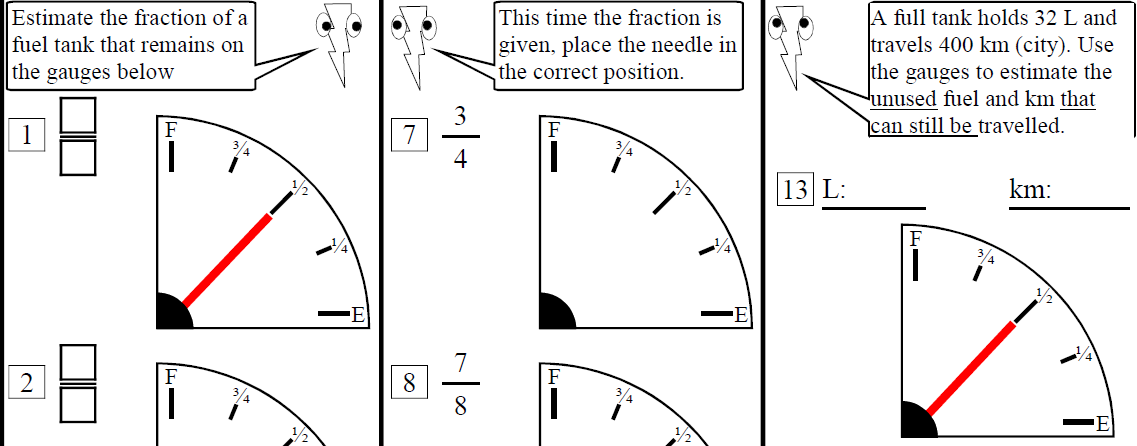 Estimate the fraction of a
fuel tank that remains on
the gauges below
1
F
¾
½
¼
E
2
F
¾
½
This time the fraction is
given, place the needle in
the correct position.
7
3
4
F
¾
½
¼
E
8
7
8
F
¾
½
A full tank holds 32 L and
travels 400 km (city). Use
the gauges to estimate the
unused fuel and km that
can still be travelled.
13 L: km:
F
¾
½
¼
E